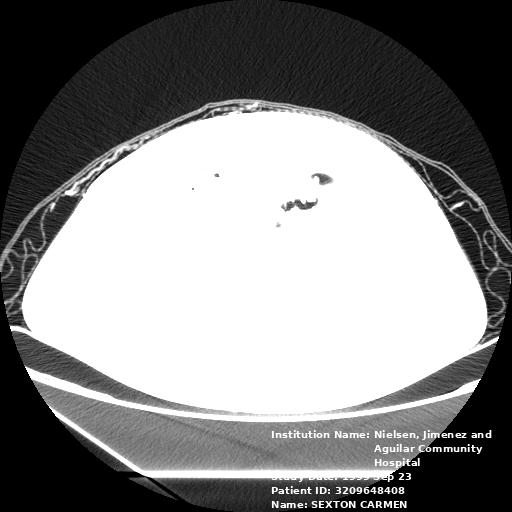 Institution Name: Nielsen, Jimenez and
Aguilar Community
Hospital
Study Date: 1999 Sep 23
Patient ID: 3209648408
Name: SEXTON CARMEN